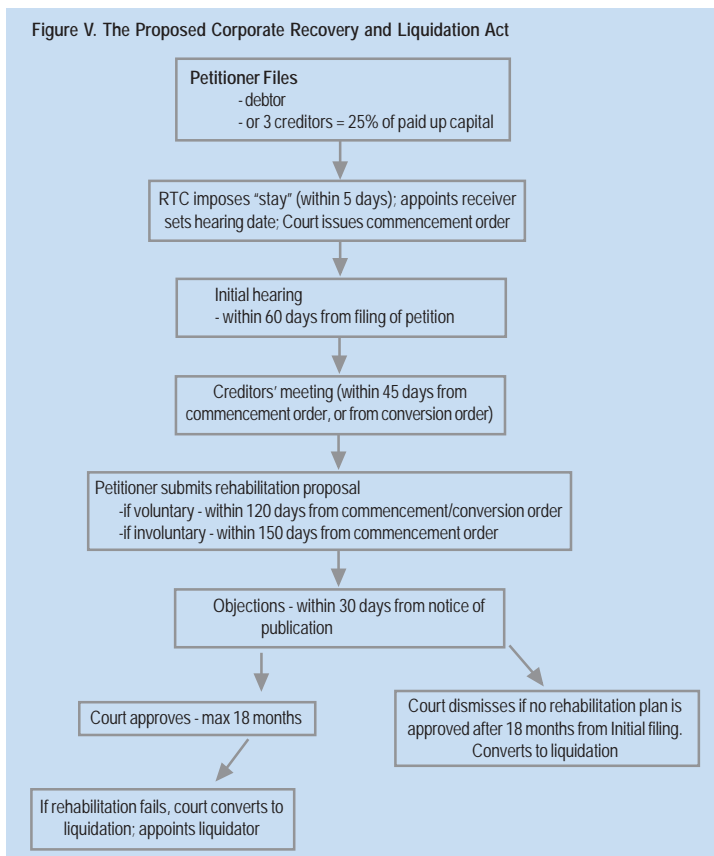 Figure V. The Proposed Corporate Recovery and Liquidation Act
Petitioner Files
- debtor
- or 3 creditors = 25% of paid up capital
RTC imposes “stay” (within 5 days); appoints receiver
sets hearing date; Court issues commencement order
Initial hearing
- within 60 days from filing of petition
Creditors’ meeting (within 45 days from
commencement order, or from conversion order)
Petitioner submits rehabilitation proposal
-if voluntary - within 120 days from commencement/conversion order
-if involuntary - within 150 days from commencement order
Objections - within 30 days from notice of
publication
Court approves - max 18 months
Court dismisses if no rehabilitation plan is
approved after 18 months from Initial filing.
Converts to liquidation
If rehabilitation fails, court converts to
liquidation; appoints liquidator